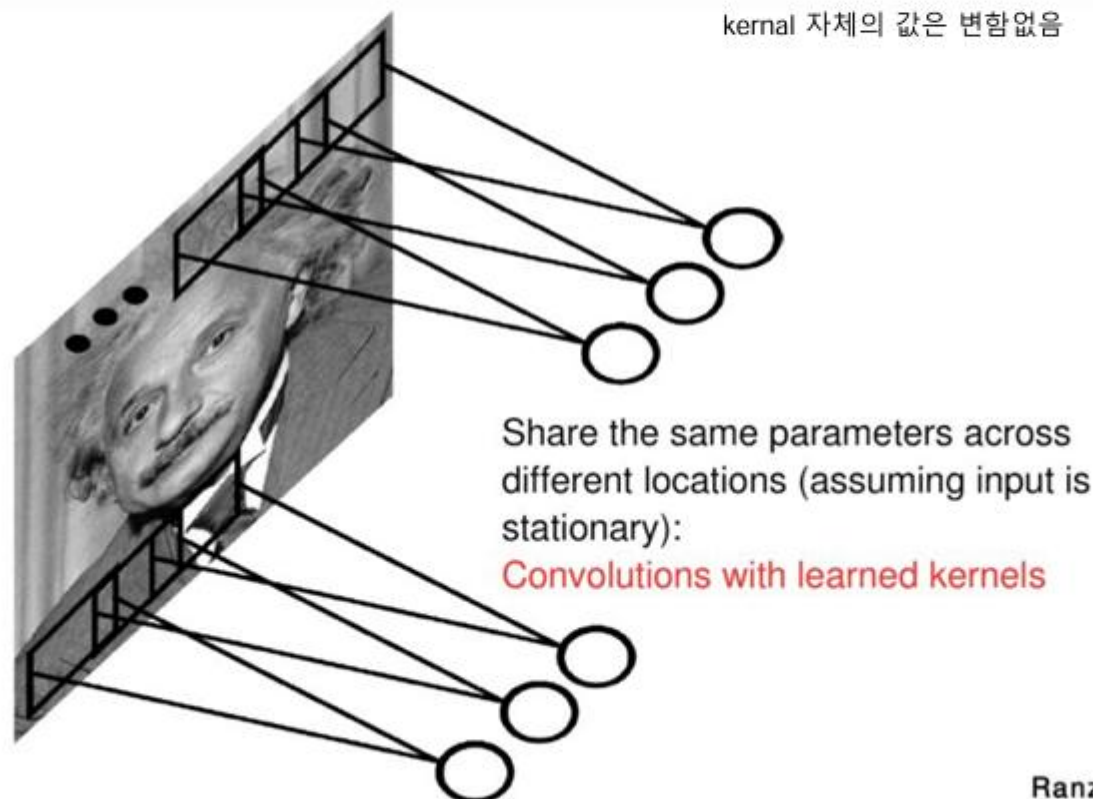 kernal 자체의 값은 변함없음
Share the same parameters across
different locations (assuming input is
stationary):
Convolutions with learned kernels